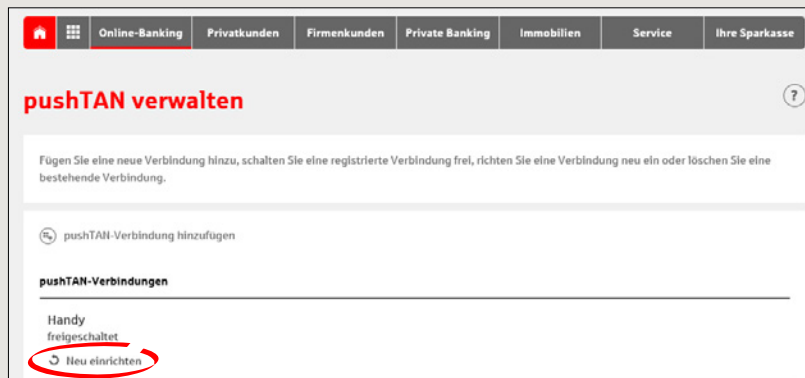 Online-Banking Privatkunden Firmenkunden Private Banking Immobilien Service Ihre Sparkasse
pushTAN verwalten ?
Fügen Sie eine neue Verbindung hinzu, schalten Sie eine registrierte Verbindung frei, richten Sie eine Verbindung neu ein oder löschen Sie eine
bestehende Verbindung.
pushTAN-Verbindung hinzufügen
pushTAN-Verbindungen
Handy
freigeschaltet
Neu einrichten